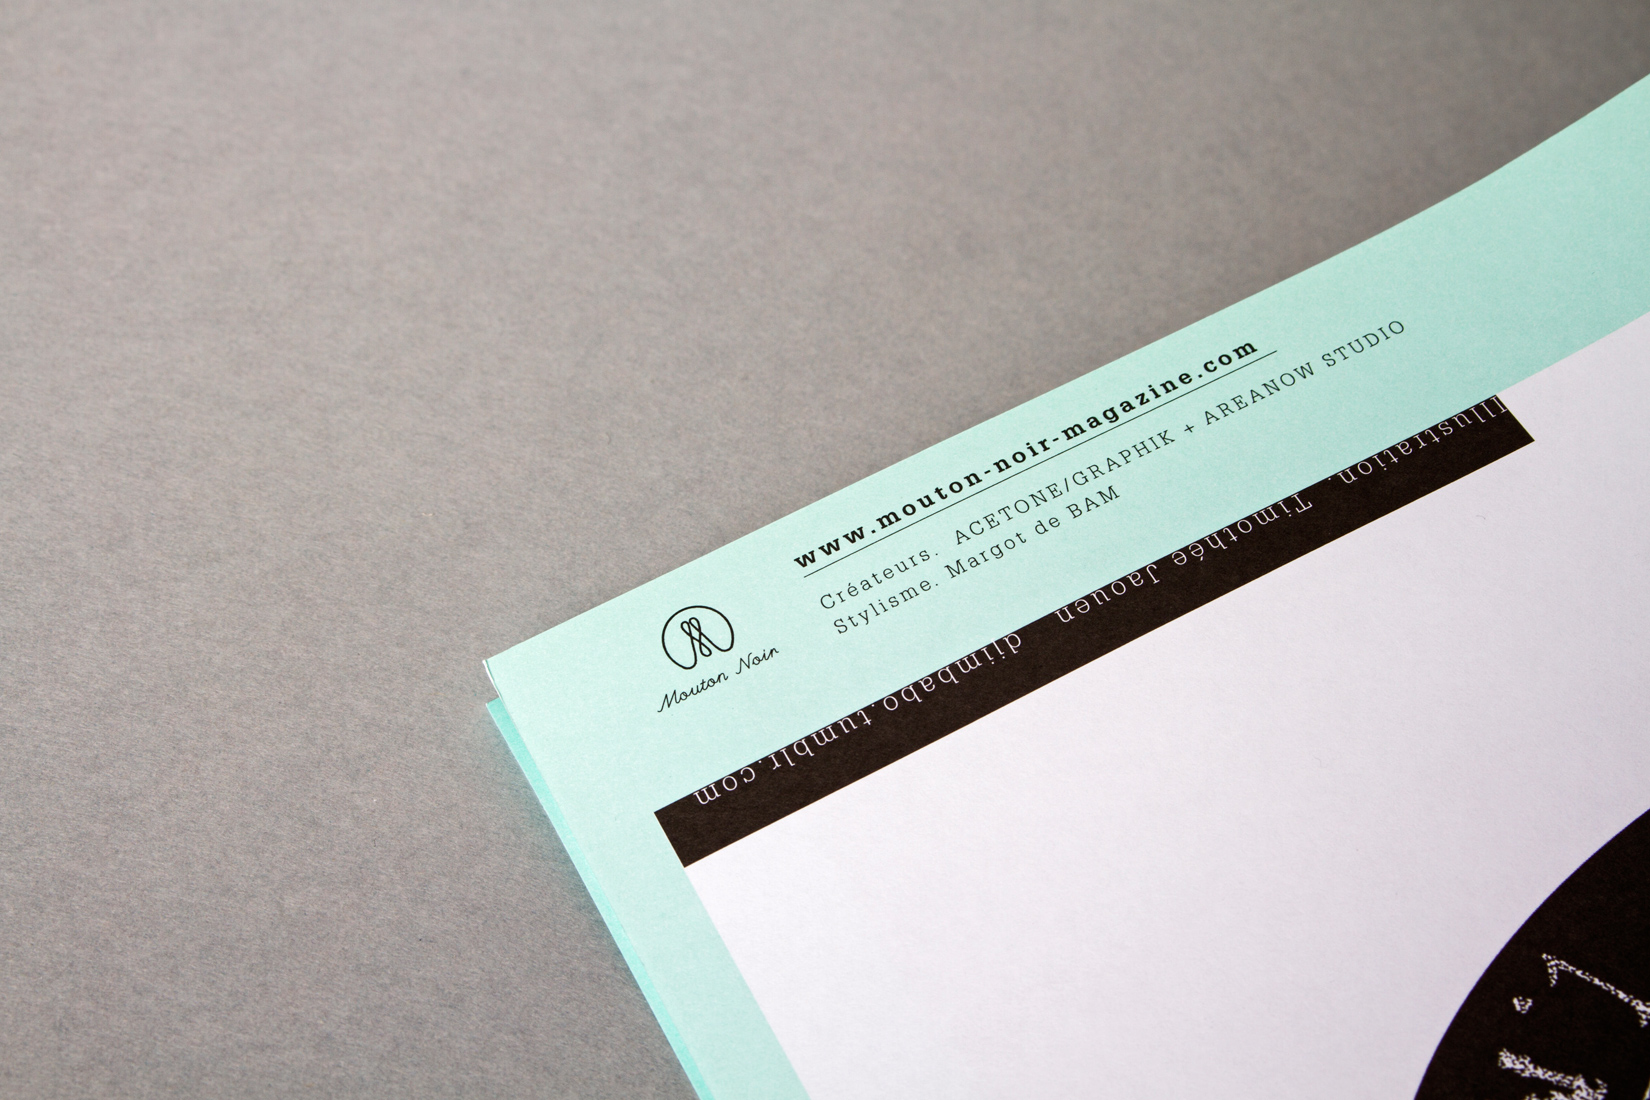 www.mouton-noir-magazine.com
Créateurs. ACETONE/GRAPHIK + AREANOW STUDIO
Stylisme. Margot de BAM
Mouton Noir
Illustration. Timothée Jaouen djimbabo.tumblr.com